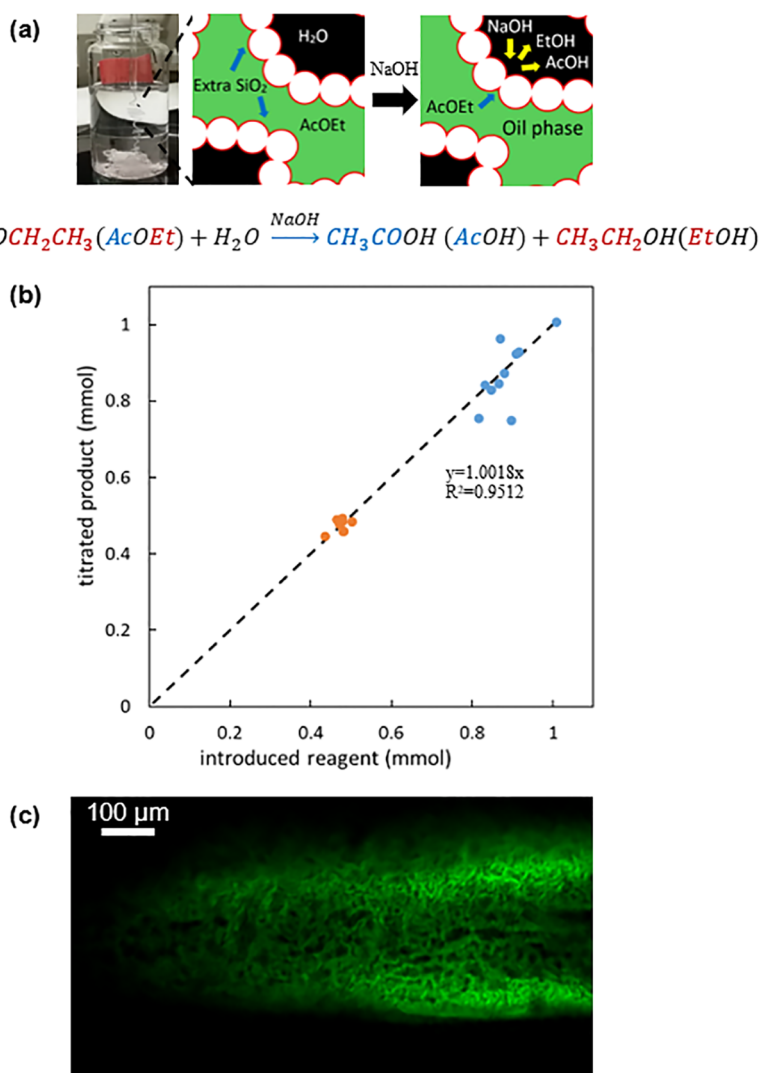 (a)
H₂O
Extra SiO₂
AcOEt
NaOH
NaOH
EtOH
AcOH
AcOEt
Oil phase
OCH₂CH₃(AcOEt) + H₂O NaOH→ CH₃COOH (AcOH) + CH₃CH₂OH(EtOH)
(b)
titrated product (mmol)
1
0.8
0.6
0.4
0.2
0
y=1.0018x
R²=0.9512
0 0.2 0.4 0.6 0.8 1
introduced reagent (mmol)
(c)
100 µm